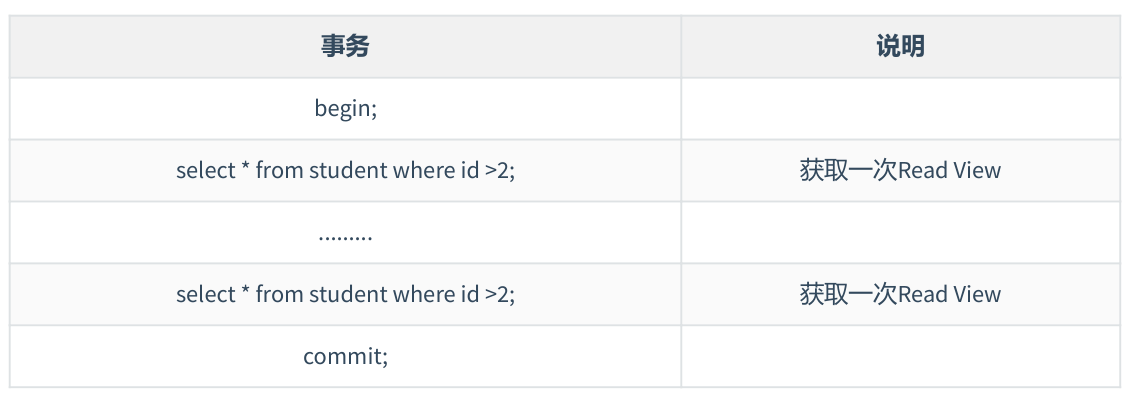 事务 说明
begin;
select * from student where id >2; 获取一次Read View
.........
select * from student where id >2; 获取一次Read View
commit;